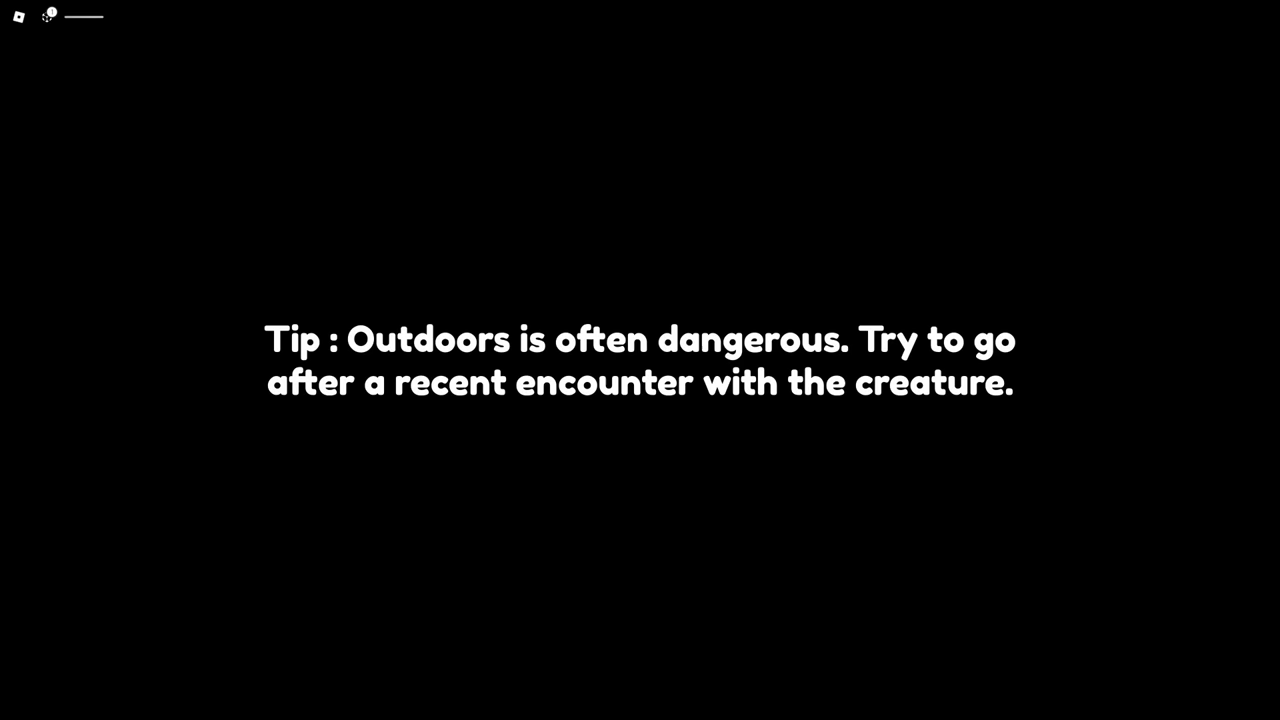 Tip : Outdoors is often dangerous. Try to go
after a recent encounter with the creature.